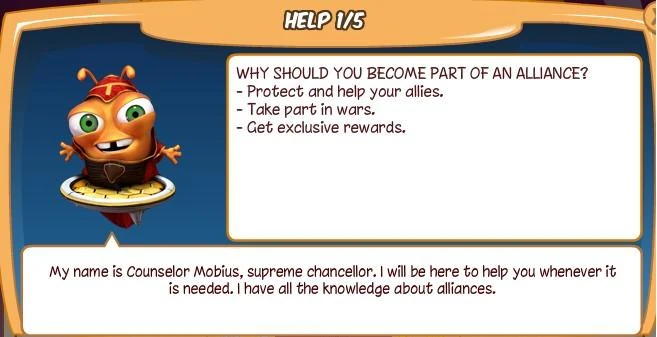 HELP 1/5
WHY SHOULD YOU BECOME PART OF AN ALLIANCE?
- Protect and help your allies.
- Take part in wars.
- Get exclusive rewards.
My name is Counselor Mobius, supreme chancellor. I will be here to help you whenever it
is needed. I have all the knowledge about alliances.